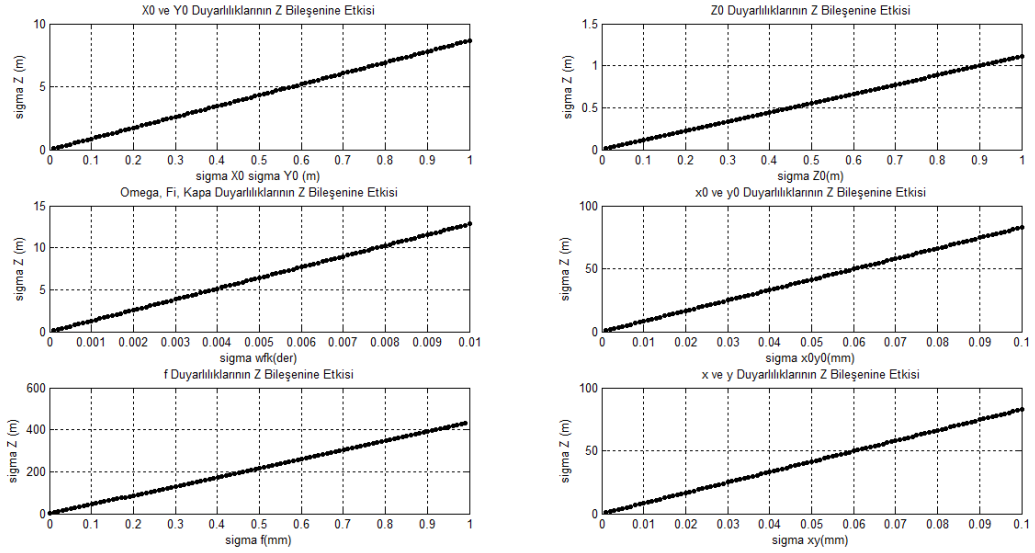 X0 ve Y0 Duyarlılıklarının Z Bileşenine Etkisi
10
5
0
sigma Z (m)
0 0.1 0.2 0.3 0.4 0.5 0.6 0.7 0.8 0.9 1
sigma X0 sigma Y0 (m)
Z0 Duyarlılıklarının Z Bileşenine Etkisi
1.5
1
0.5
0
sigma Z (m)
0 0.1 0.2 0.3 0.4 0.5 0.6 0.7 0.8 0.9 1
sigma Z0(m)
Omega, Fi, Kapa Duyarlılıklarının Z Bileşenine Etkisi
15
10
5
0
sigma Z (m)
0 0.001 0.002 0.003 0.004 0.005 0.006 0.007 0.008 0.009 0.01
sigma wfk(der)
x0 ve y0 Duyarlılıklarının Z Bileşenine Etkisi
100
50
0
sigma Z (m)
0 0.01 0.02 0.03 0.04 0.05 0.06 0.07 0.08 0.09 0.1
sigma x0y0(mm)
f Duyarlılıklarının Z Bileşenine Etkisi
600
400
200
0
sigma Z (m)
0 0.1 0.2 0.3 0.4 0.5 0.6 0.7 0.8 0.9 1
sigma f(mm)
x ve y Duyarlılıklarının Z Bileşenine Etkisi
100
50
0
sigma Z (m)
0 0.01 0.02 0.03 0.04 0.05 0.06 0.07 0.08 0.09 0.1
sigma xy(mm)